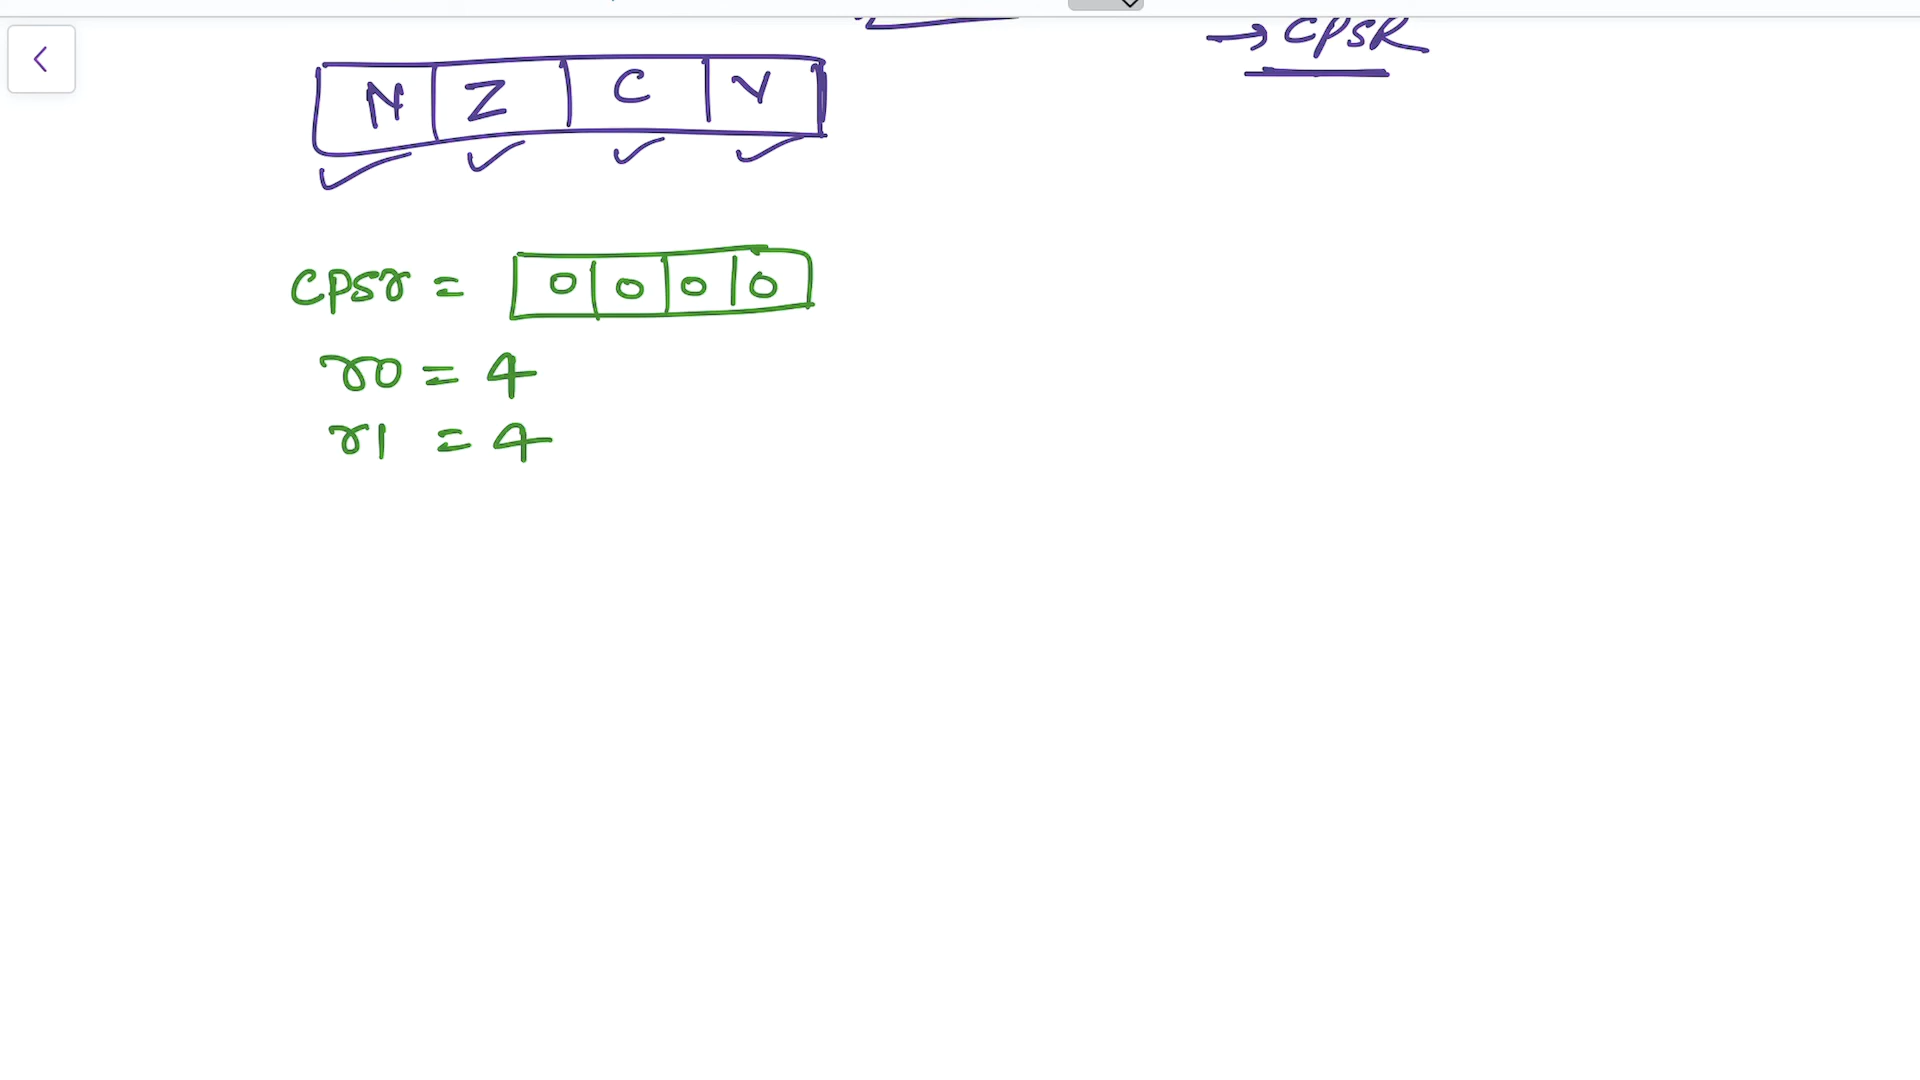 → CPSR
N Z C V
cpsr = 0 0 0 0
r0 = 4
r1 = 4